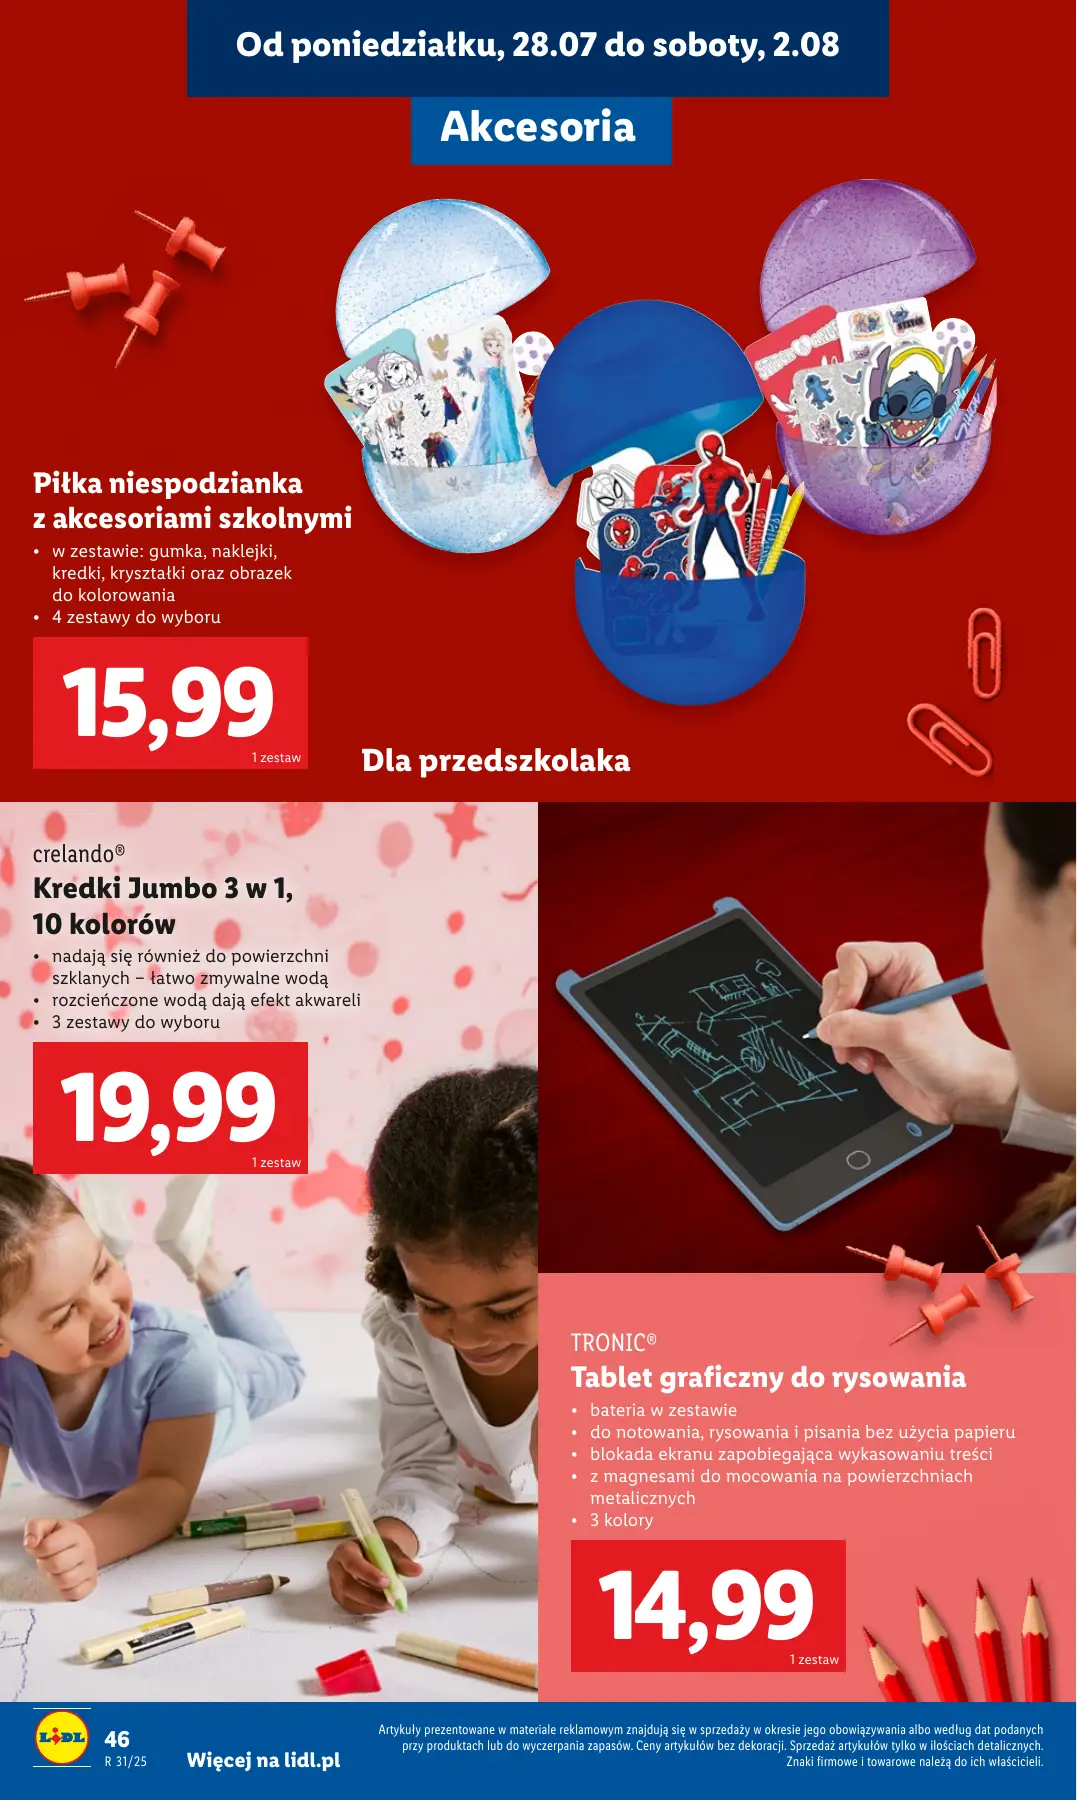 Od poniedziałku, 28.07 do soboty, 2.08
Akcesoria
Piłka niespodzianka
z akcesoriami szkolnymi
• w zestawie: gumka, naklejki,
kredki, kryształki oraz obrazek
do kolorowania
• 4 zestawy do wyboru
15,99
1 zestaw
Dla przedszkolaka
crelando®
Kredki Jumbo 3 w 1,
10 kolorów
• nadają się również do powierzchni
szklanych – łatwo zmywalne wodą
• rozcieńczone wodą dają efekt akwareli
• 3 zestawy do wyboru
19,99
1 zestaw
TRONIC®
Tablet graficzny do rysowania
• bateria w zestawie
• do notowania, rysowania i pisania bez użycia papieru
• blokada ekranu zapobiegająca wykasowaniu treści
• z magnesami do mocowania na powierzchniach
metalicznych
• 3 kolory
14,99
1 zestaw
LIDL
46
R 31/25
Więcej na lidl.pl
Artykuły prezentowane w materiale reklamowym znajdują się w sprzedaży w okresie jego obowiązywania albo według dat podanych
przy produktach lub do wyczerpania zapasów. Ceny artykułów bez dekoracji. Sprzedaż artykułów tylko w ilościach detalicznych.
Znaki firmowe i towarowe należą do ich właścicieli.